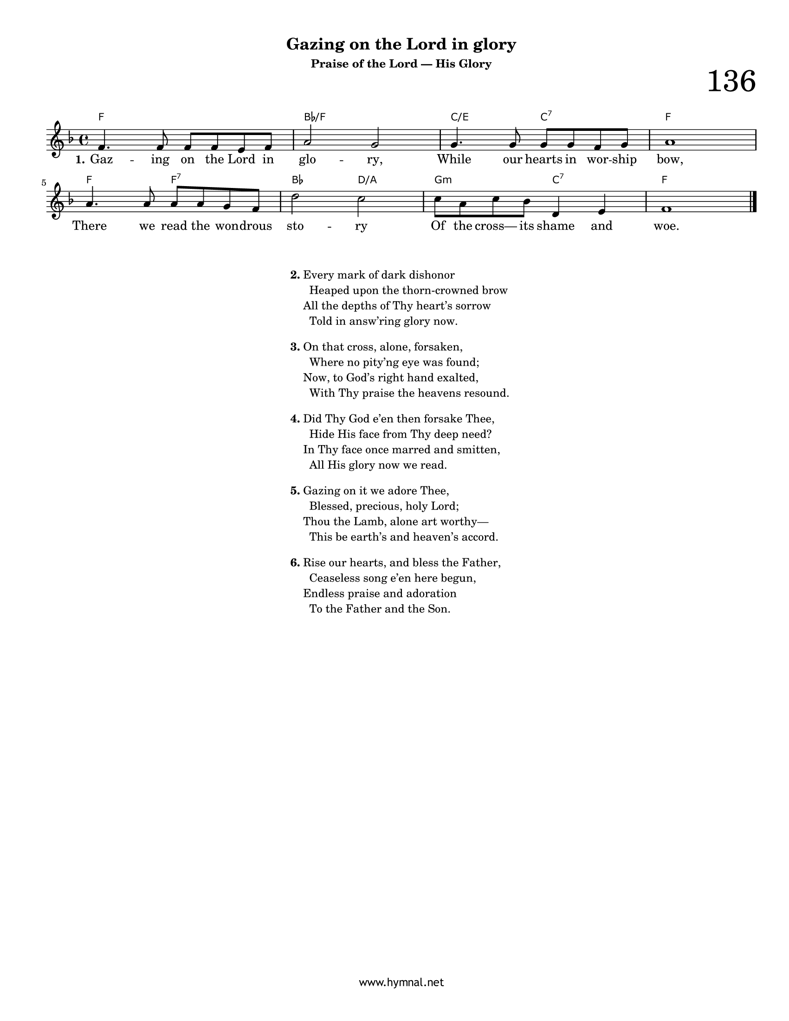 Gazing on the Lord in glory
Praise of the Lord — His Glory
136
F B♭/F C/E C7 F
1. Gaz - ing on the Lord in glo - ry, While our hearts in wor-ship bow,
5
F F7 B♭ D/A Gm C7 F
There we read the wondrous sto - ry Of the cross—its shame and woe.
2. Every mark of dark dishonor
Heaped upon the thorn-crowned brow
All the depths of Thy heart's sorrow
Told in answ'ring glory now.
3. On that cross, alone, forsaken,
Where no pity'ng eye was found;
Now, to God's right hand exalted,
With Thy praise the heavens resound.
4. Did Thy God e'en then forsake Thee,
Hide His face from Thy deep need?
In Thy face once marred and smitten,
All His glory now we read.
5. Gazing on it we adore Thee,
Blessed, precious, holy Lord;
Thou the Lamb, alone art worthy—
This be earth's and heaven's accord.
6. Rise our hearts, and bless the Father,
Ceaseless song e'en here begun,
Endless praise and adoration
To the Father and the Son.
www.hymnal.net